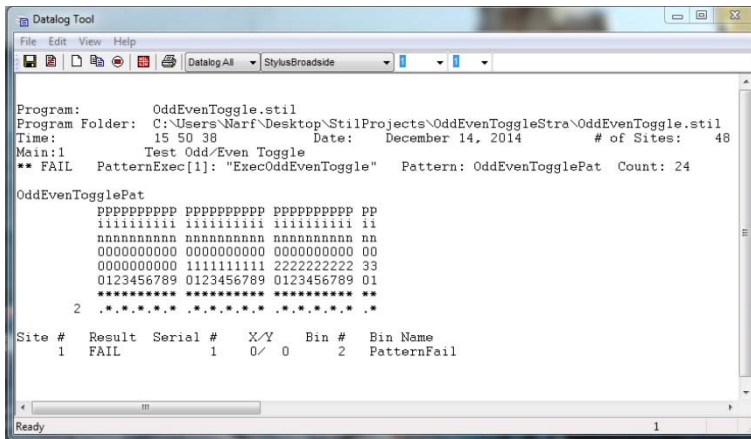 Datalog Tool
File Edit View Help
Datalog All StylusBroadside 1 1
Program: OddEvenToggle.stil
Program Folder: C:\Users\Narf\Desktop\StilProjects\OddEvenToggleStra\OddEvenToggle.stil
Time: 15 50 38 Date: December 14, 2014 # of Sites: 48
Main:1 Test Odd/Even Toggle
** FAIL PatternExec[1]: "ExecOddEvenToggle" Pattern: OddEvenTogglePat Count: 24
OddEvenTogglePat
PPPPPPPPPP PPPPPPPPPP PPPPPPPPPP PP
iiiiiiiiii iiiiiiiiii iiiiiiiiii ii
nnnnnnnnnn nnnnnnnnnn nnnnnnnnnn nn
0000000000 0000000000 0000000000 00
0000000000 1111111111 2222222222 33
0123456789 0123456789 0123456789 01
********** ********** ********** **
2 .*.*.*.*.* .*.*.*.*.* .*.*.*.*.* .*
Site # Result Serial # X/Y Bin # Bin Name
1 FAIL 1 0/ 0 2 PatternFail
Ready 1